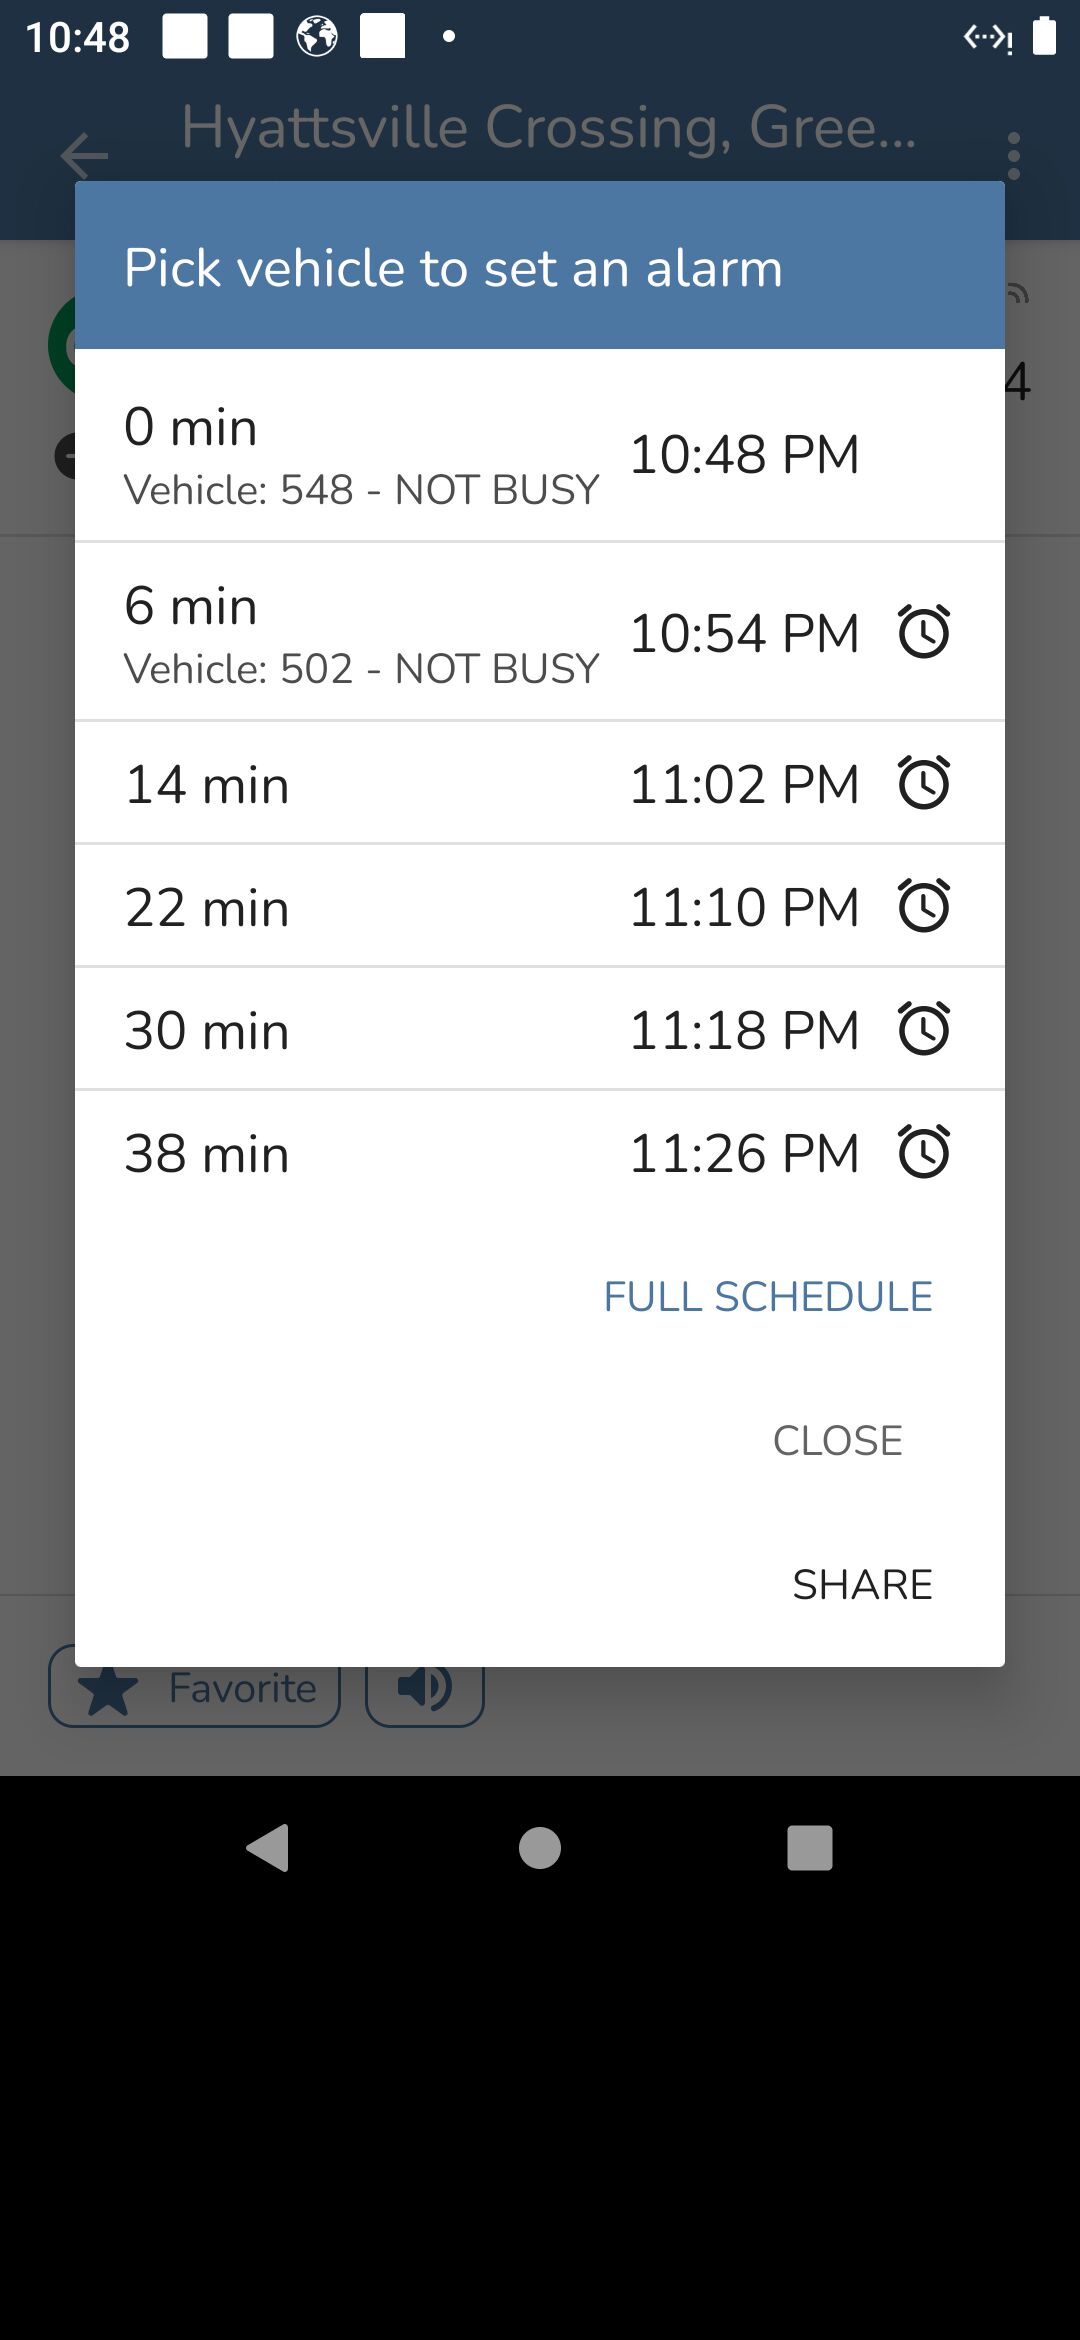 10:48
Hyattsville Crossing, Gree...
Pick vehicle to set an alarm
0 min
10:48 PM
Vehicle: 548 - NOT BUSY
6 min
10:54 PM
Vehicle: 502 - NOT BUSY
14 min 11:02 PM
22 min 11:10 PM
30 min 11:18 PM
38 min 11:26 PM
FULL SCHEDULE
CLOSE
SHARE
4
Favorite